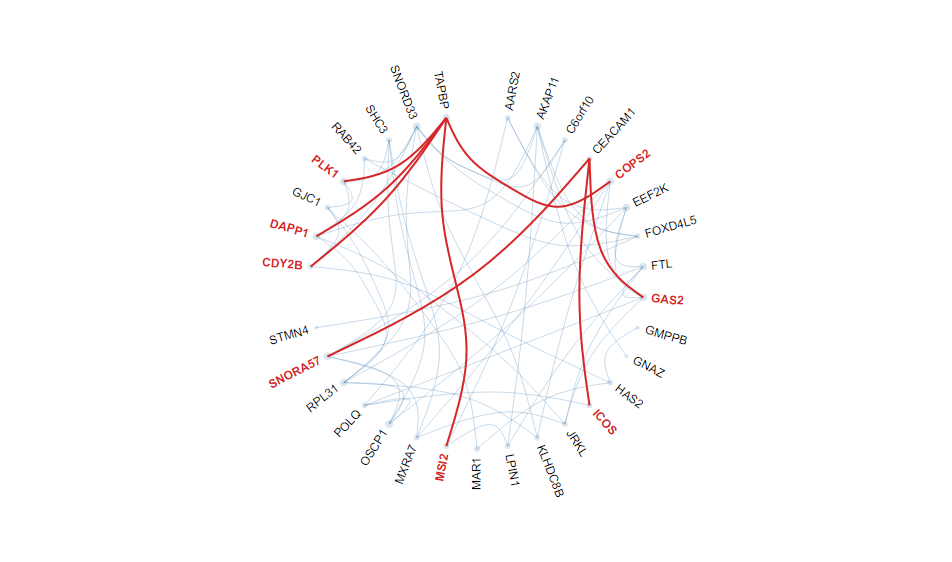 TAPBP
AARS2
AKAP11
C6orf10
CEACAM1
COPS2
EEF2K
FOXD4L5
FTL
GAS2
GMPPB
GNAZ
HAS2
ICOS
JRKL
KLHDC8B
LPIN1
MAR1
MSI2
MXRA7
OSCP1
POLQ
RPL31
SNORA57
STMN4
CDY2B
DAPP1
GJC1
PLK1
RAB42
SHC3
SNORD33